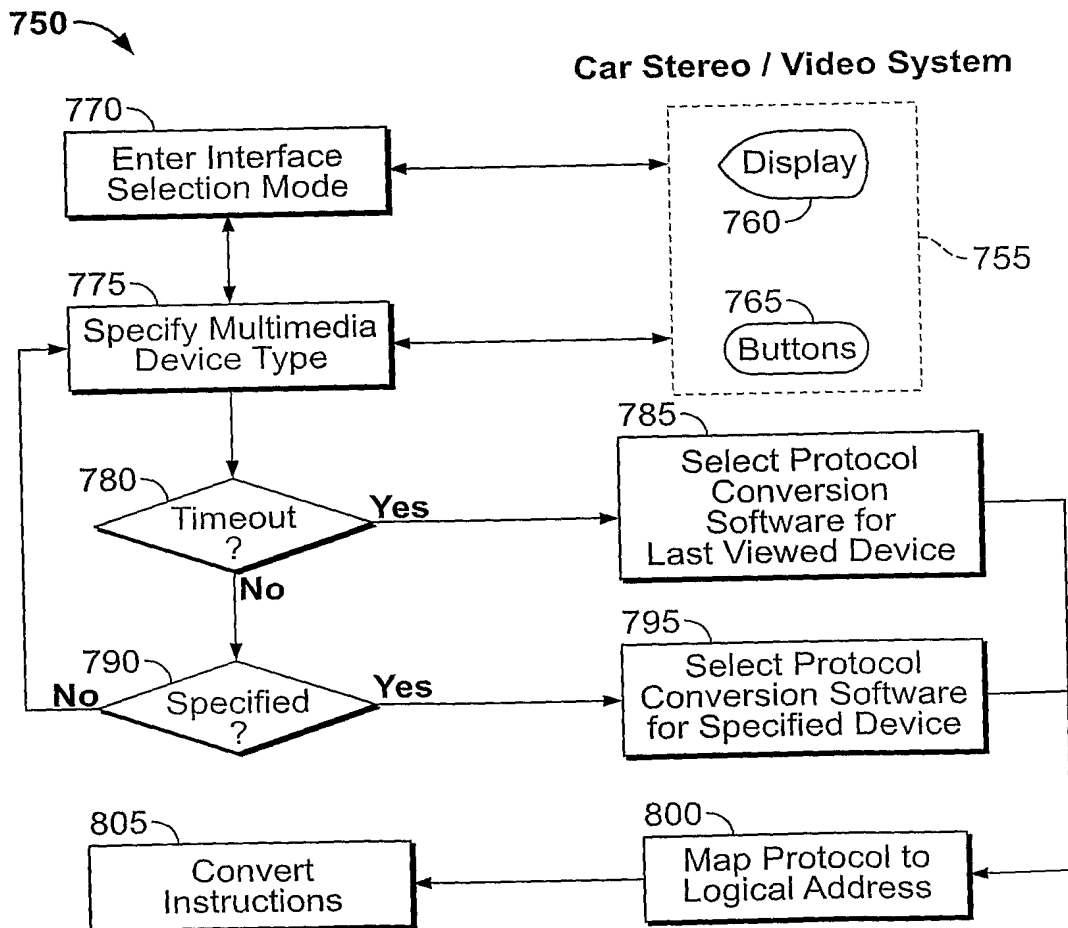 750
Car Stereo / Video System
770
Enter Interface
Selection Mode
Display
760
755
775
Specify Multimedia
Device Type
765
Buttons
785
Select Protocol
Conversion
Software for
Last Viewed Device
780
Timeout
?
Yes
No
795
Select Protocol
Conversion Software
for Specified Device
790
Specified
?
No
Yes
805
Convert
Instructions
800
Map Protocol to
Logical Address